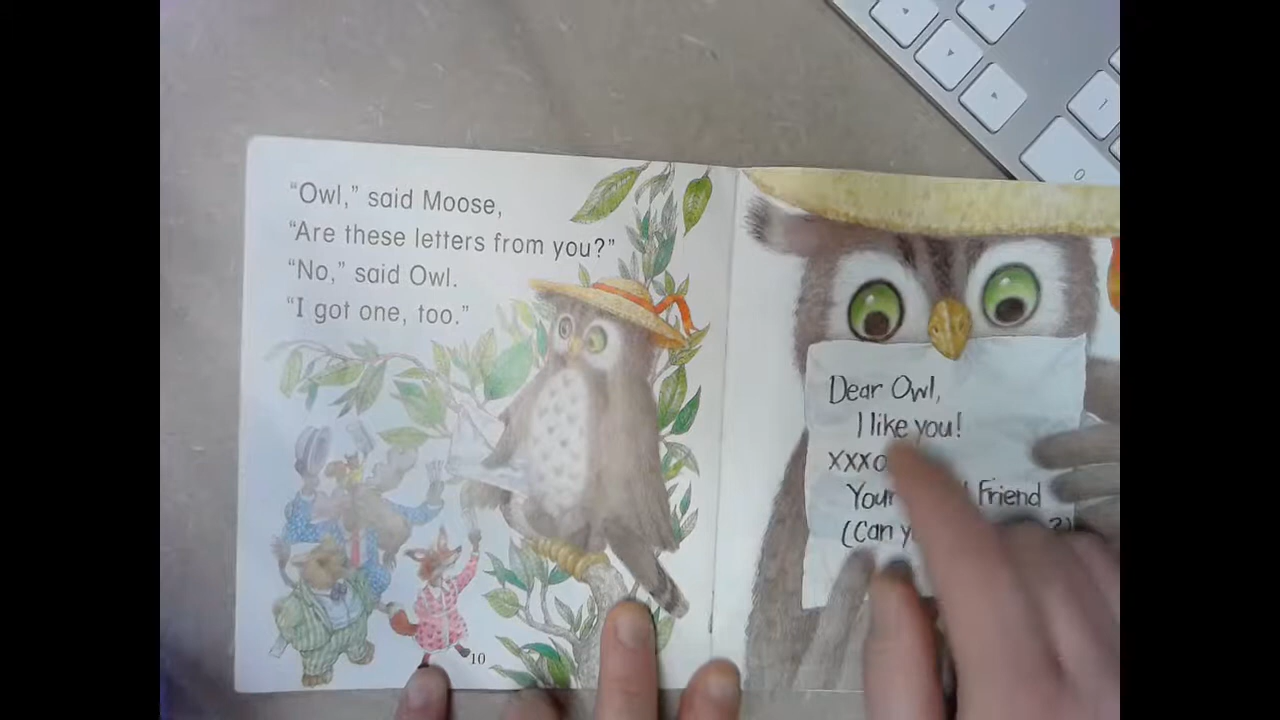 “Owl,” said Moose,
“Are these letters from you?”
“No,” said Owl.
“I got one, too.”
10
Dear Owl,
I like you!
xxxo
Friend
(Can ?)